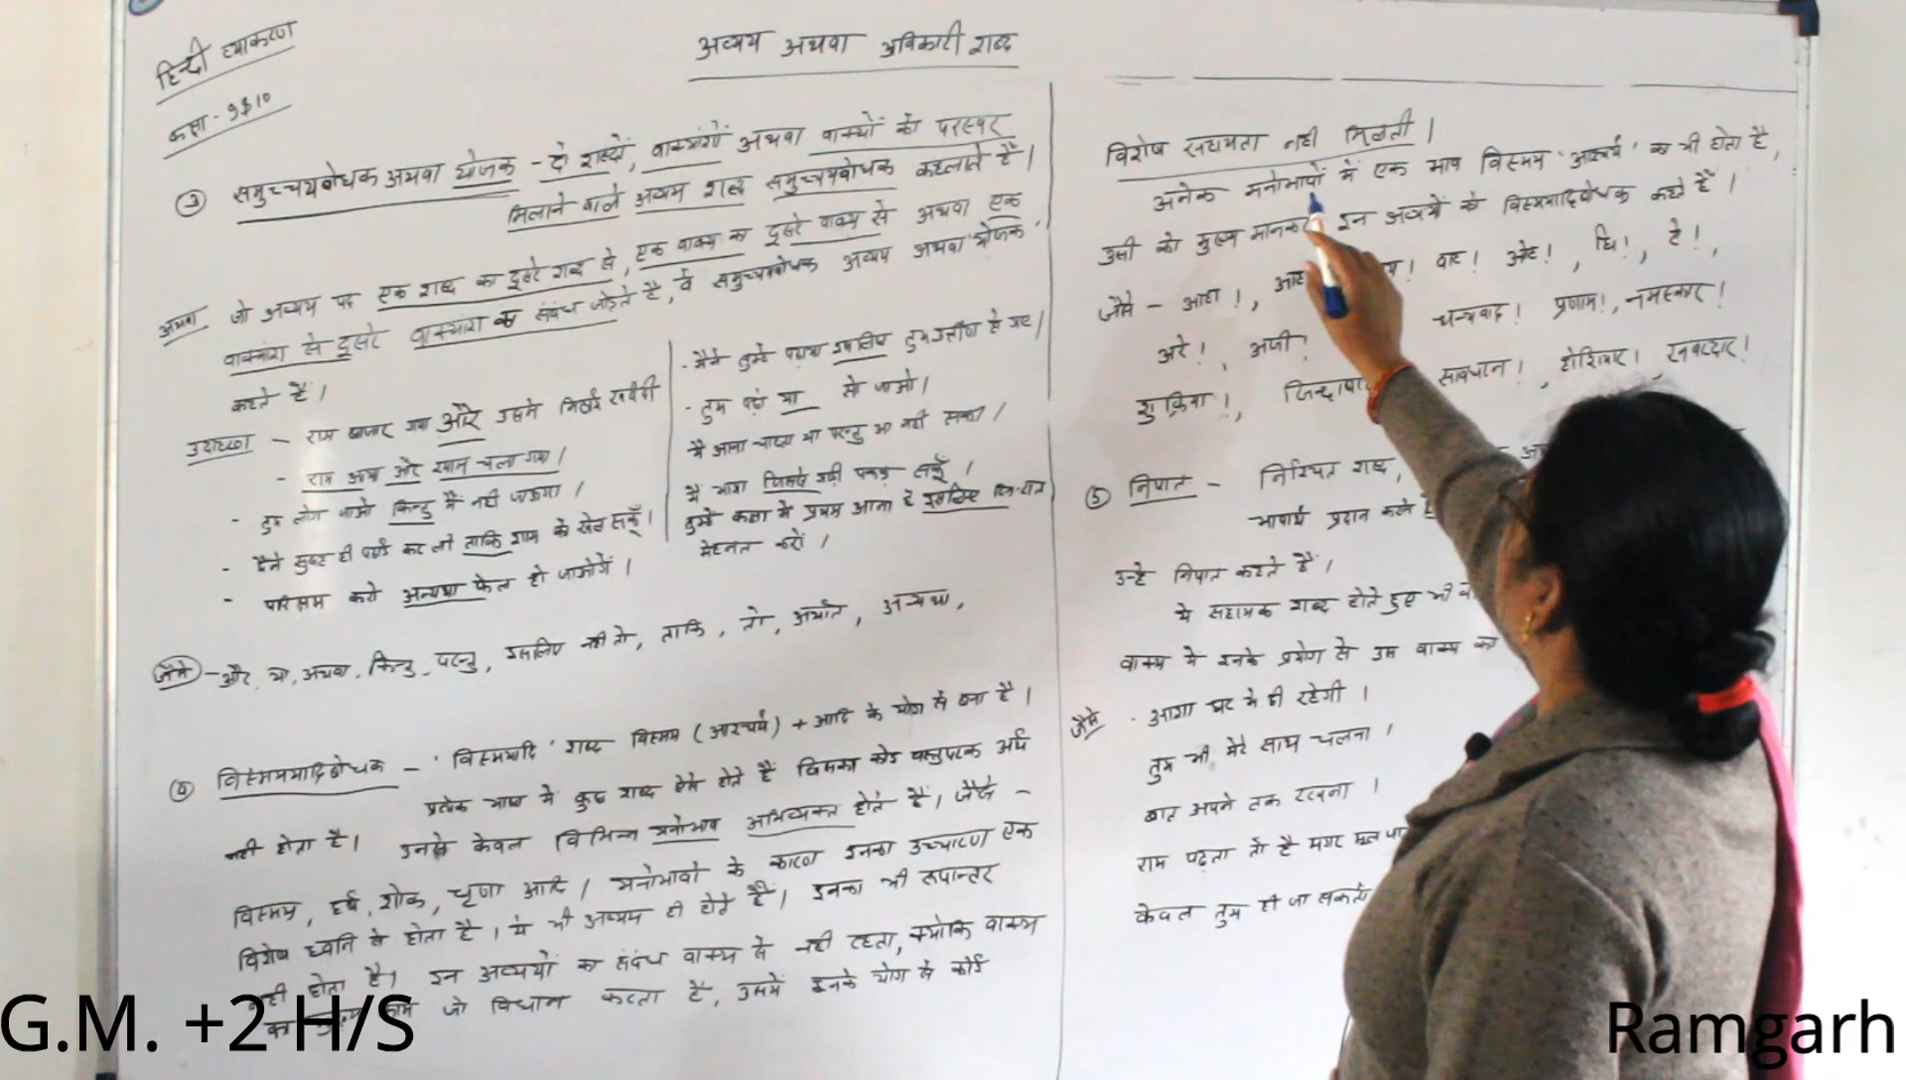 हिन्दी व्याकरण
कक्षा - 9 & 10
अव्यय अथवा अविकारी शब्द
③ समुच्चयबोधक अथवा योजक - दो शब्दों, वाक्यांशों अथवा वाक्यों को परस्पर
मिलाने वाले अव्यय शब्द समुच्चयबोधक कहलाते हैं।
अथवा जो अव्यय पद एक शब्द का दूसरे शब्द से, एक वाक्य का दूसरे वाक्य से अथवा एक
वाक्यांश से दूसरे वाक्यांश का संबंध जोड़ते है, वे समुच्चयबोधक अव्यय अथवा 'योजक'
कहते हैं।
उदाहरण - राम बाजार गया और उसने मिठाई खरीदी
- राम आया और श्याम चला गया।
- तुम लोग जाओ किन्तु मैं नही जाऊंगा।
- मैंने सुबह ही पढाई कर ली ताकि शाम को खेल सकूँ।
- परिश्रम करो अन्यथा फेल हो जाओगें।
- मैंने तुम्हे पढ़ाया इसलिए तुम उत्तीर्ण हो गए।
- तुम पढ़ो या सो जाओ।
मैं आना चाहता था परन्तु आ नहीं सका।
मैं भागा जिससे गाड़ी पकड़ सकूँ।
तुम्हे कक्षा में प्रथम आना है इसलिए दिन-रात
मेहनत करो।
जैसे - और, या, अथवा, किन्तु, परन्तु, इसलिए नही तो, ताकि, तो, अर्थात, अन्यथा,
④ विस्मयादिबोधक - 'विस्मयादि' शब्द विस्मय (आश्चर्य) + आदि के योग से बना है।
प्रत्येक भाषा में कुछ शब्द ऐसे होते हैं जिसका कोई वस्तुपरक अर्थ
नही होता है। उनसे केवल विभिन्न मनोभाव अभिव्यक्त होते हैं। जैसे -
विस्मय, हर्ष, शोक, घृणा आदि। मनोभावों के कारण इनका उच्चारण एक
विशेष ध्वनि से होता है। ये भी अव्यय ही होते हैं। इनका भी रूपान्तर
नही होता है। इन अव्ययों का संबंध वाक्य से नही रहता, क्योंकि वाक्य
का काम जो विधान करता है, उसमें इनके योग से कोई
विशेष सहायता नही मिलती।
अनेक मनोभावों में एक भाव विस्मय 'आश्चर्य' का भी होता है,
उसी को मुख्य मानकर इन अव्ययों को विस्मयादिबोधक कहते हैं।
जैसे - आहा!, वाह! ओह!, छि!, हे!,
अरे!, अजी! धन्यवाद! प्रणाम!, नमस्कार!
शुक्रिया!, सावधान!, होशियार!, खबरदार!
⑤ निपात - निश्चित शब्द,
भावार्थ प्रदान करने
उन्हे निपात कहते हैं।
ये सहायक शब्द होते हुए भी
वाक्य मे इनके प्रयोग से उस वाक्य का
जैसे · आशा घर मे ही रहेगी।
तुम भी मेरे साथ चलना।
बात अपने तक रखना।
राम पढ़ता तो है मगर
केवल तुम ही जा सकते
G.M. +2 H/S
Ramgarh